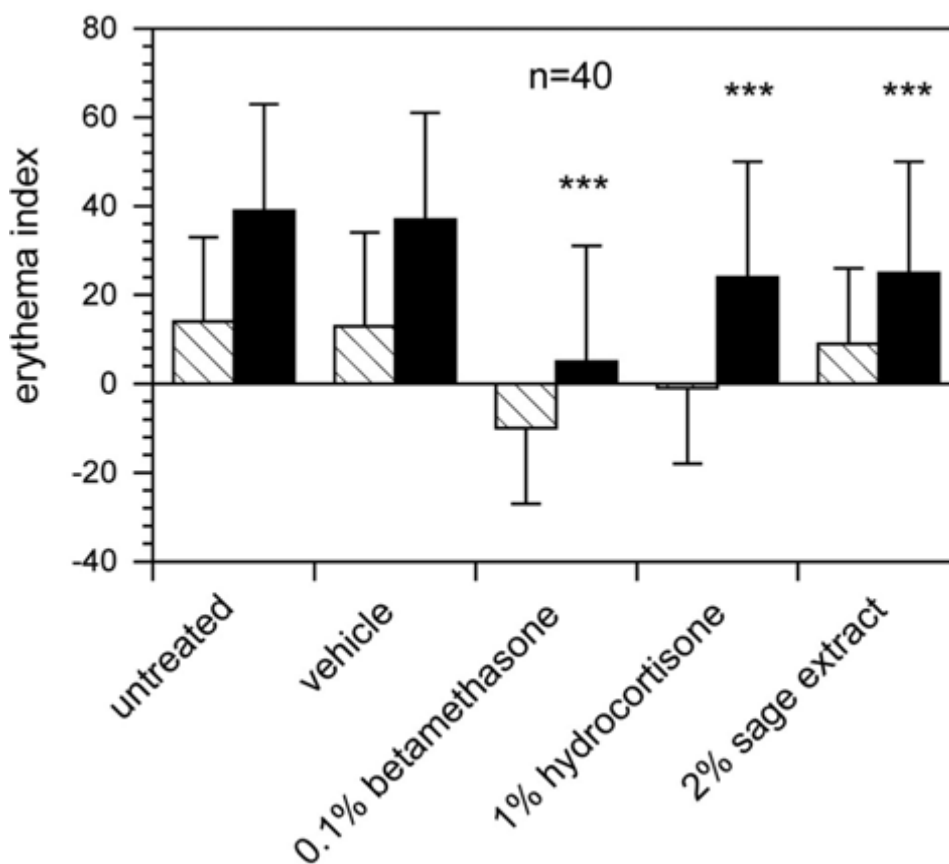 80
60
40
20
0
-20
-40
erythema index
n=40
***
***
***
untreated
vehicle
0.1% betamethasone
1% hydrocortisone
2% sage extract